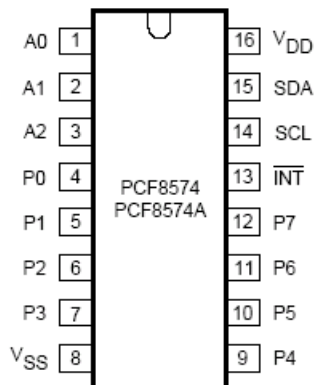 A0 1 16 VDD
A1 2 15 SDA
A2 3 14 SCL
P0 4 13 INT
PCF8574
PCF8574A
P1 5 12 P7
P2 6 11 P6
P3 7 10 P5
VSS 8 9 P4